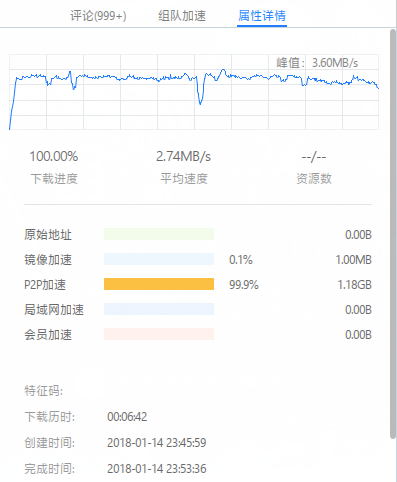 评论(999+) 组队加速 属性详情
峰值：3.60MB/s
100.00% 2.74MB/s --/--
下载进度 平均速度 资源数
原始地址 0.00B
镜像加速 0.1% 1.00MB
P2P加速 99.9% 1.18GB
局域网加速 0.00B
会员加速 0.00B
特征码:
下载历时: 00:06:42
创建时间: 2018-01-14 23:45:59
完成时间: 2018-01-14 23:53:36